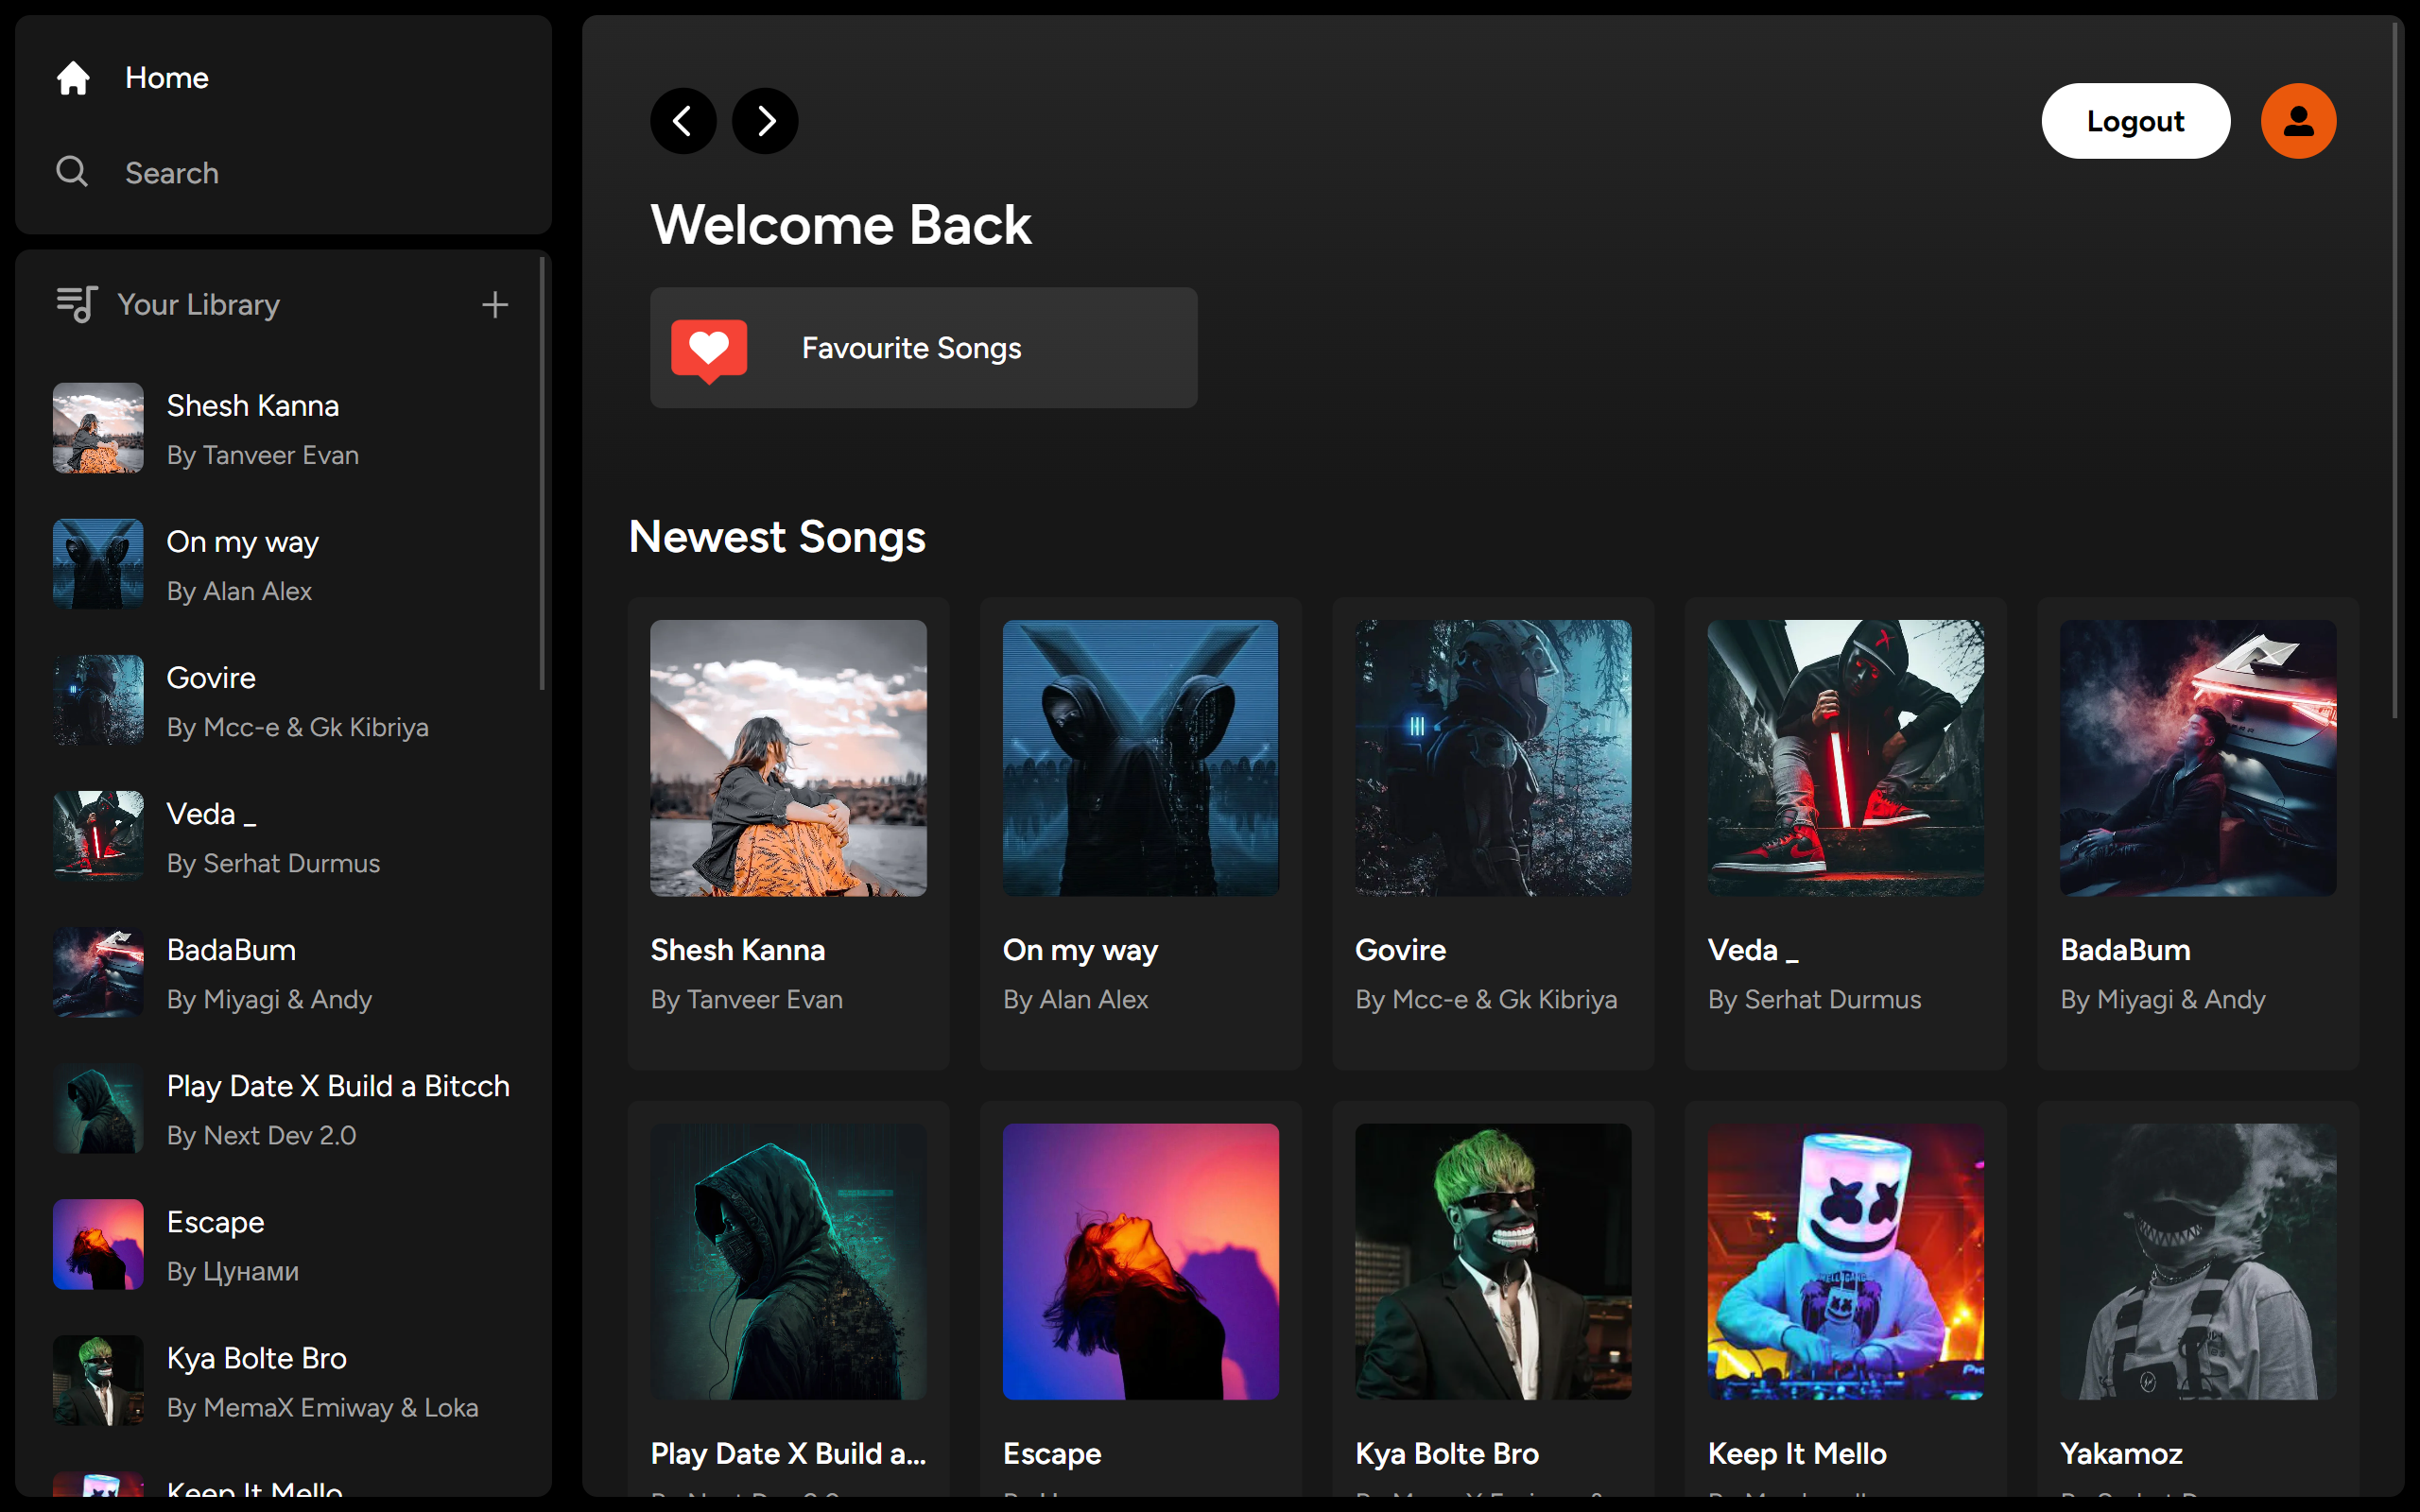 Home
Search
Your Library
Shesh Kanna
By Tanveer Evan
On my way
By Alan Alex
Govire
By Mcc-e & Gk Kibriya
Veda _
By Serhat Durmus
BadaBum
By Miyagi & Andy
Play Date X Build a Bitcch
By Next Dev 2.0
Escape
By Цунами
Kya Bolte Bro
By MemaX Emiway & Loka
Keep It Mello
Logout
Welcome Back
Favourite Songs
Newest Songs
Shesh Kanna
By Tanveer Evan
On my way
By Alan Alex
Govire
By Mcc-e & Gk Kibriya
Veda _
By Serhat Durmus
BadaBum
By Miyagi & Andy
Play Date X Build a...
Escape
Kya Bolte Bro
Keep It Mello
Yakamoz